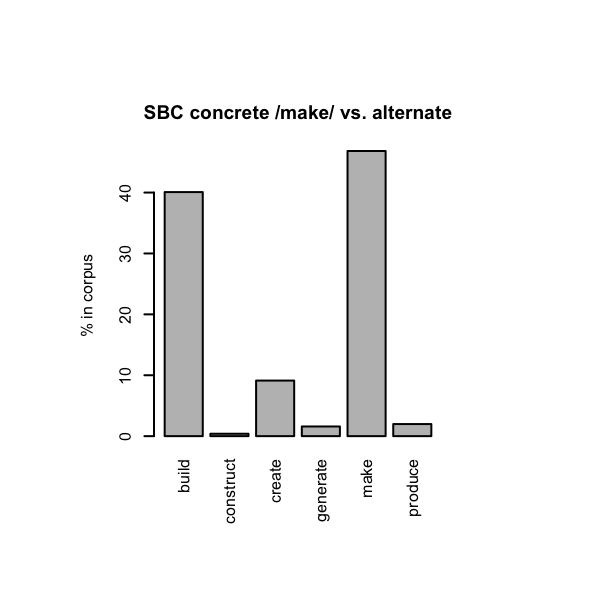 SBC concrete /make/ vs. alternate
% in corpus
40
30
20
10
0
build
construct
create
generate
make
produce